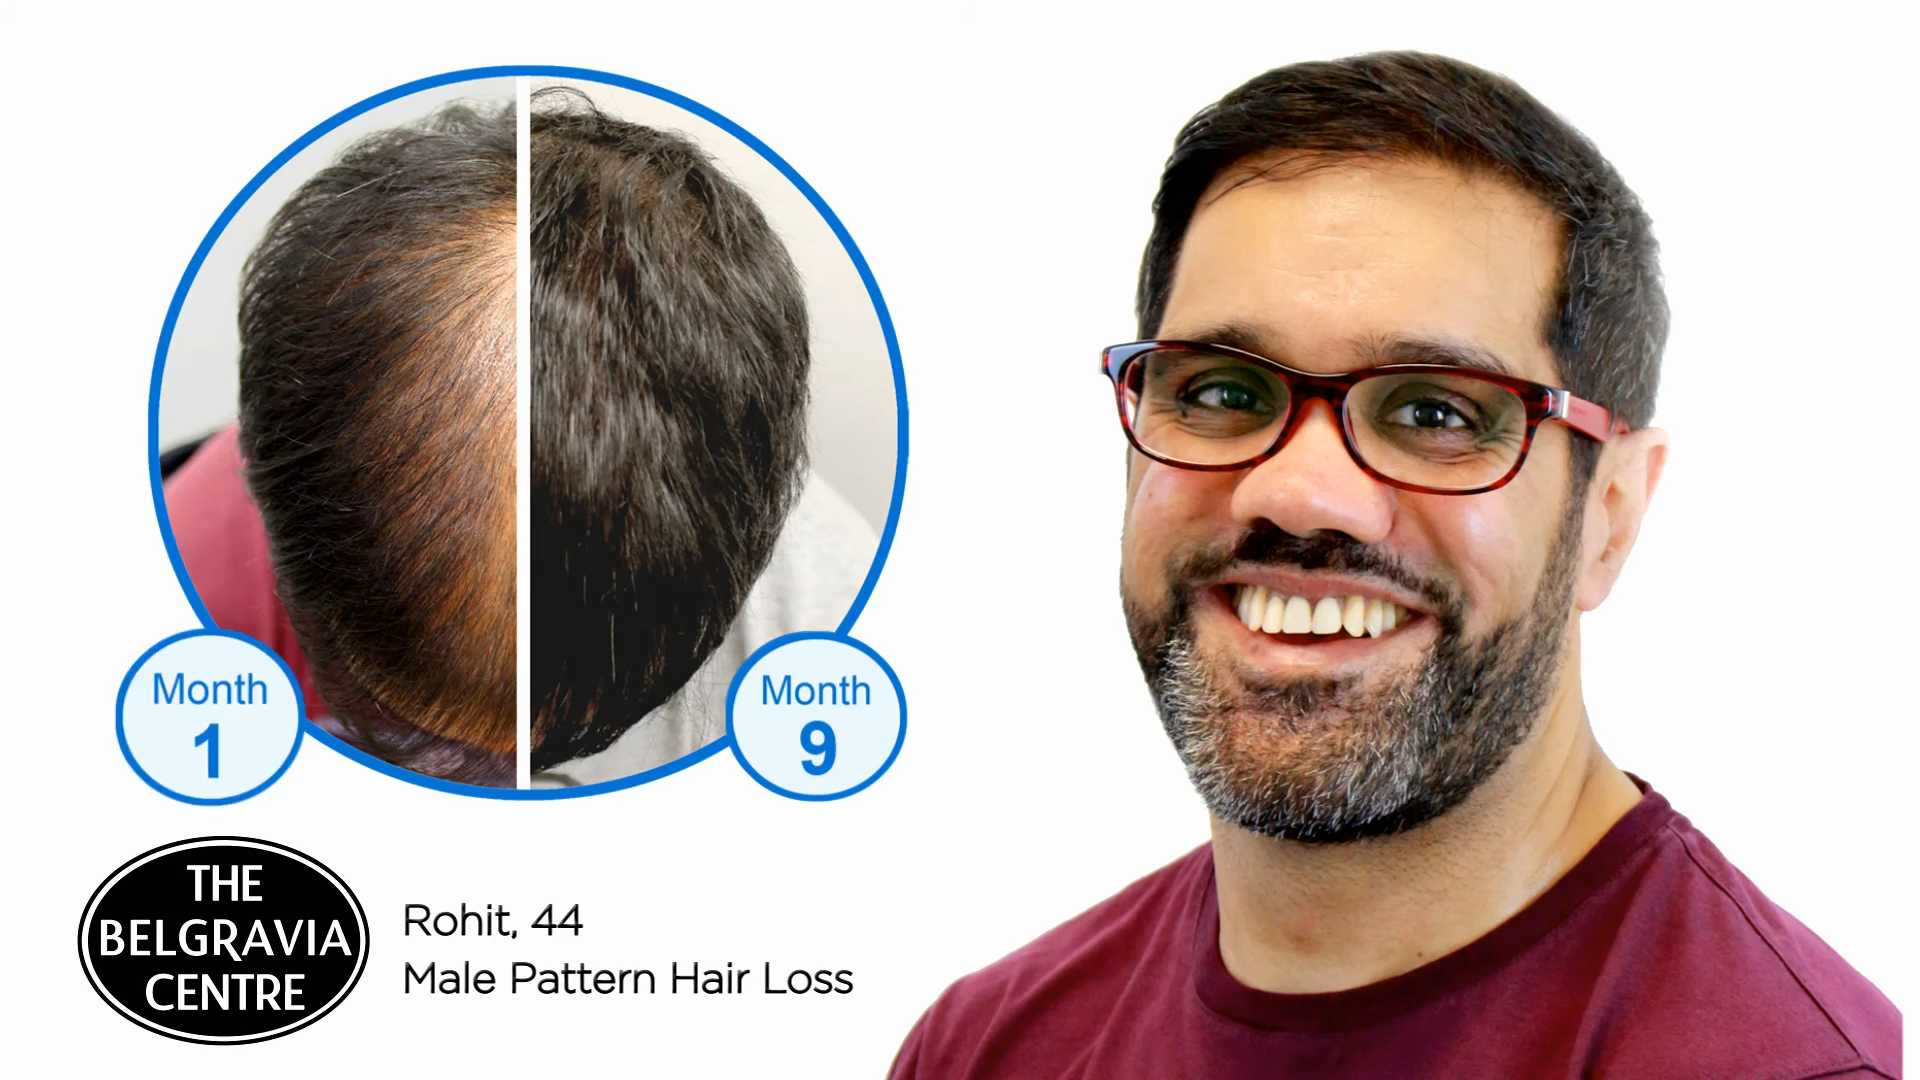 Month
1
Month
9
THE
BELGRAVIA
CENTRE
Rohit, 44
Male Pattern Hair Loss